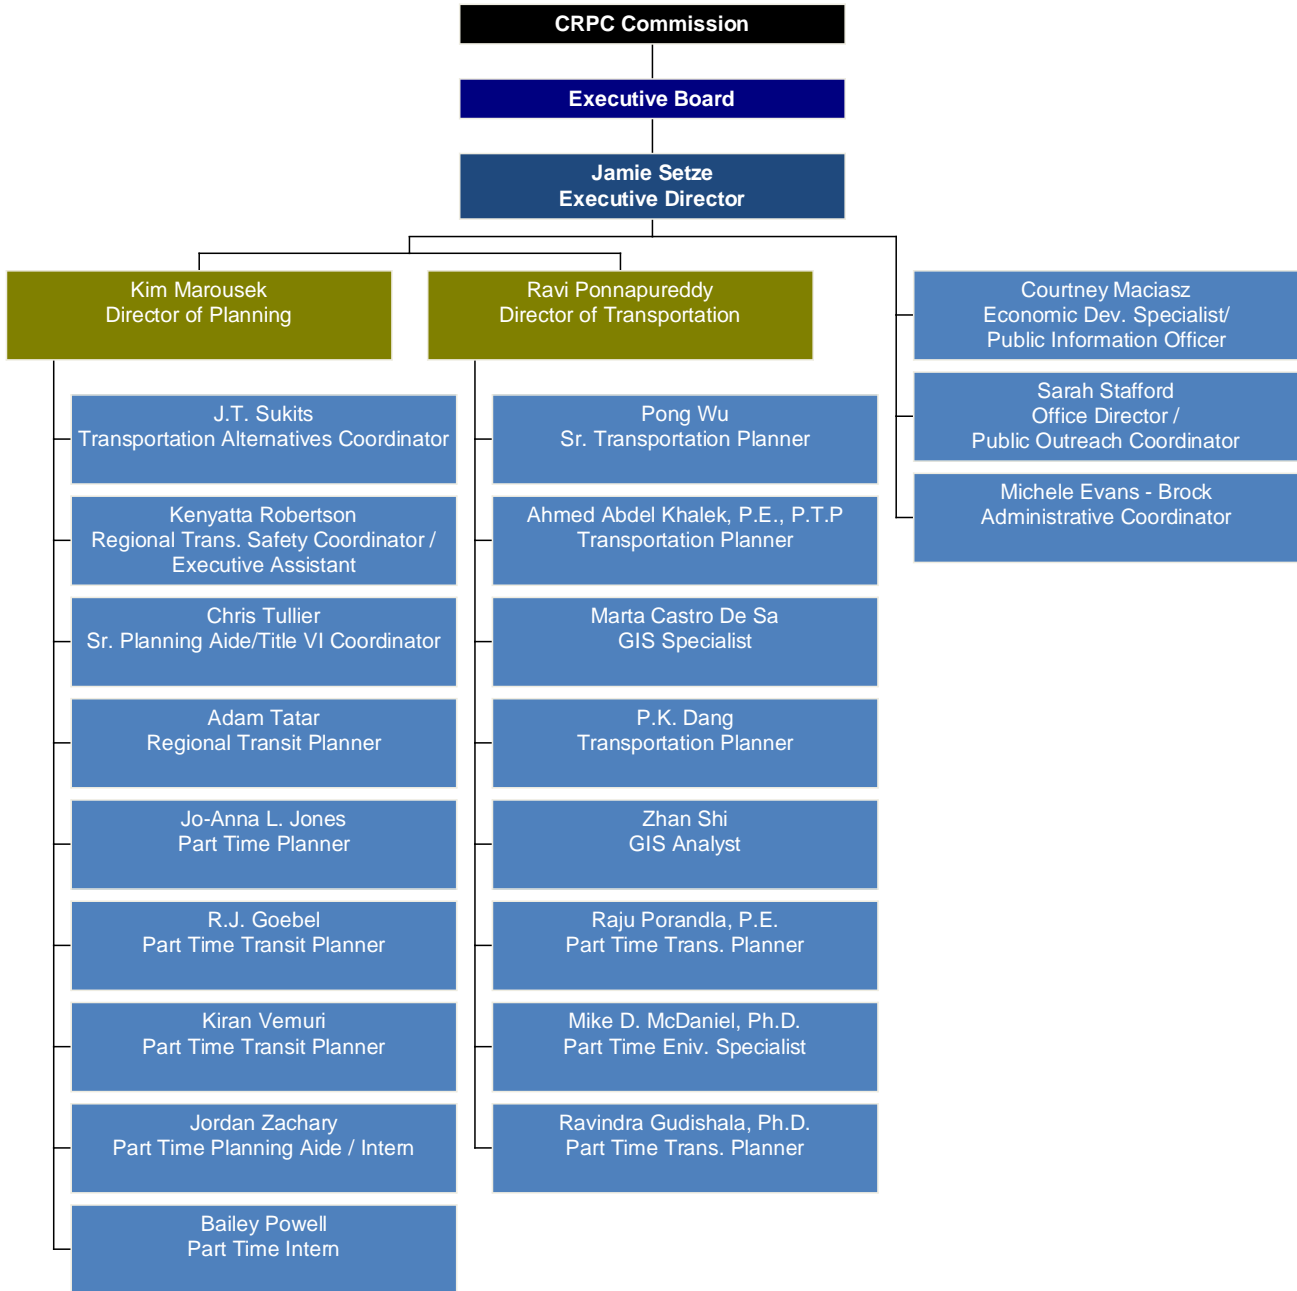 CRPC Commission
Executive Board
Jamie Setze
Executive Director
Kim Marousek
Director of Planning
Ravi Ponnapureddy
Director of Transportation
Courtney Maciasz
Economic Dev. Specialist/
Public Information Officer
Sarah Stafford
Office Director /
Public Outreach Coordinator
Michele Evans - Brock
Administrative Coordinator
J.T. Sukits
Transportation Alternatives Coordinator
Kenyatta Robertson
Regional Trans. Safety Coordinator /
Executive Assistant
Chris Tullier
Sr. Planning Aide/Title VI Coordinator
Adam Tatar
Regional Transit Planner
Jo-Anna L. Jones
Part Time Planner
R.J. Goebel
Part Time Transit Planner
Kiran Vemuri
Part Time Transit Planner
Jordan Zachary
Part Time Planning Aide / Intern
Bailey Powell
Part Time Intern
Pong Wu
Sr. Transportation Planner
Ahmed Abdel Khalek, P.E., P.T.P
Transportation Planner
Marta Castro De Sa
GIS Specialist
P.K. Dang
Transportation Planner
Zhan Shi
GIS Analyst
Raju Porandla, P.E.
Part Time Trans. Planner
Mike D. McDaniel, Ph.D.
Part Time Eniv. Specialist
Ravindra Gudishala, Ph.D.
Part Time Trans. Planner